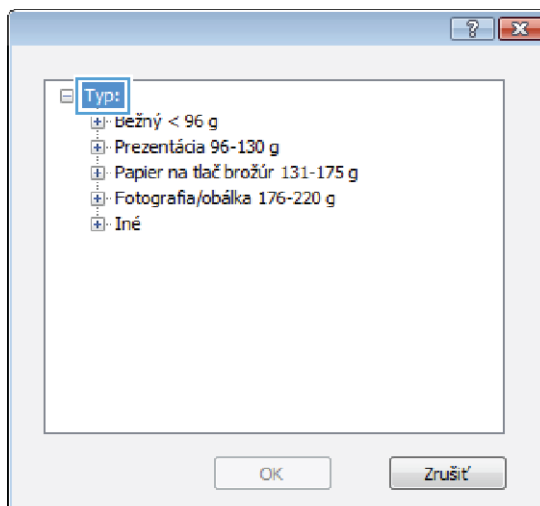 Typ:
Bežný < 96 g
Prezentácia 96-130 g
Papier na tlač brožúr 131-175 g
Fotografia/obálka 176-220 g
Iné
OK
Zrušiť